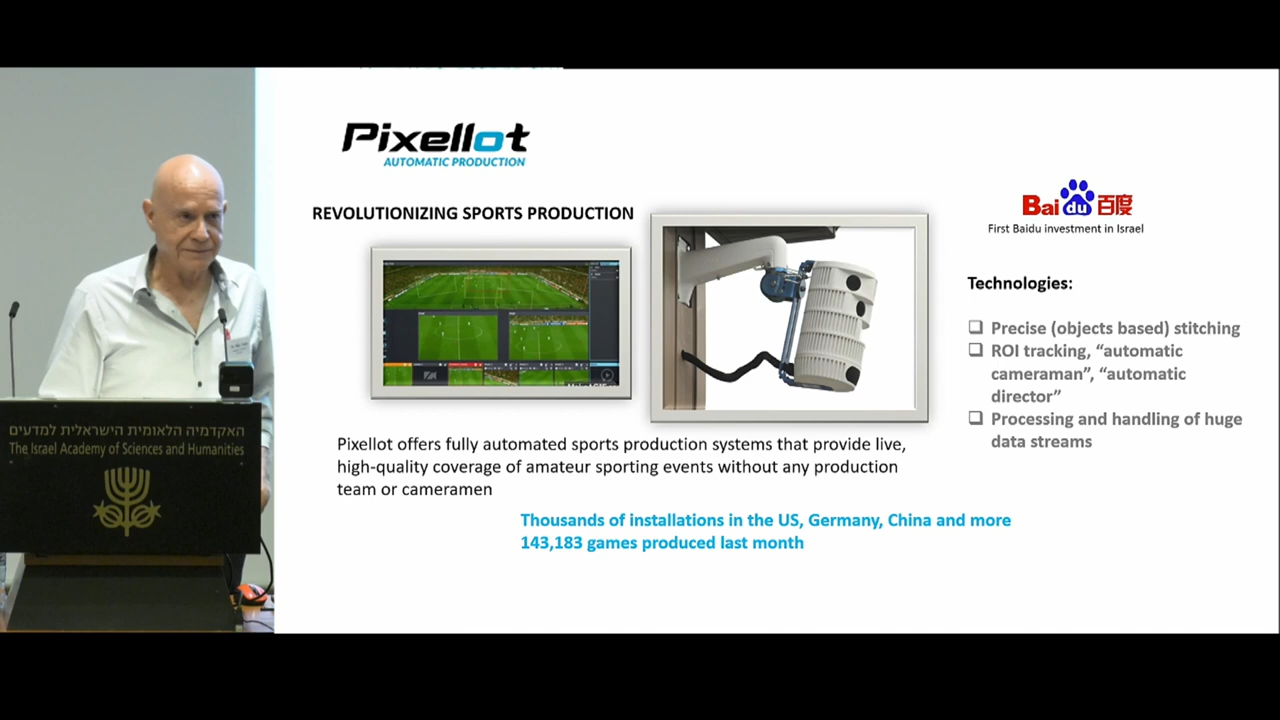 Pixellot
AUTOMATIC PRODUCTION
REVOLUTIONIZING SPORTS PRODUCTION
Baidu百度
First Baidu investment in Israel
Technologies:
❑ Precise (objects based) stitching
❑ ROI tracking, “automatic
cameraman”, “automatic
director”
❑ Processing and handling of huge
data streams
Pixellot offers fully automated sports production systems that provide live,
high-quality coverage of amateur sporting events without any production
team or cameramen
Thousands of installations in the US, Germany, China and more
143,183 games produced last month
האקדמיה הלאומית הישראלית למדעים
The Israel Academy of Sciences and Humanities